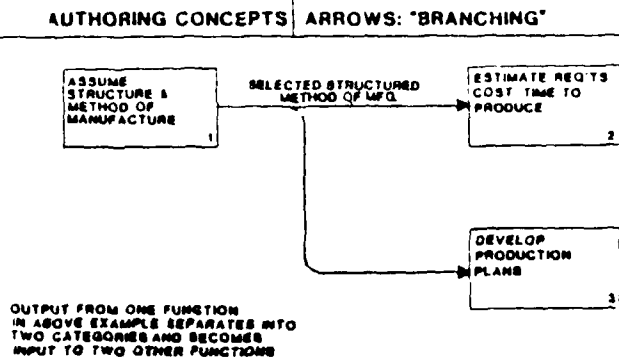 AUTHORING CONCEPTS ARROWS: "BRANCHING"
ASSUME
STRUCTURE &
METHOD OF
MANUFACTURE
1
SELECTED STRUCTURED
METHOD OF MFG.
ESTIMATE REQ'TS
COST TIME TO
PRODUCE
2
DEVELOP
PRODUCTION
PLANS
3
OUTPUT FROM ONE FUNCTION
IN ABOVE EXAMPLE SEPARATES INTO
TWO CATEGORIES AND BECOMES
INPUT TO TWO OTHER FUNCTIONS